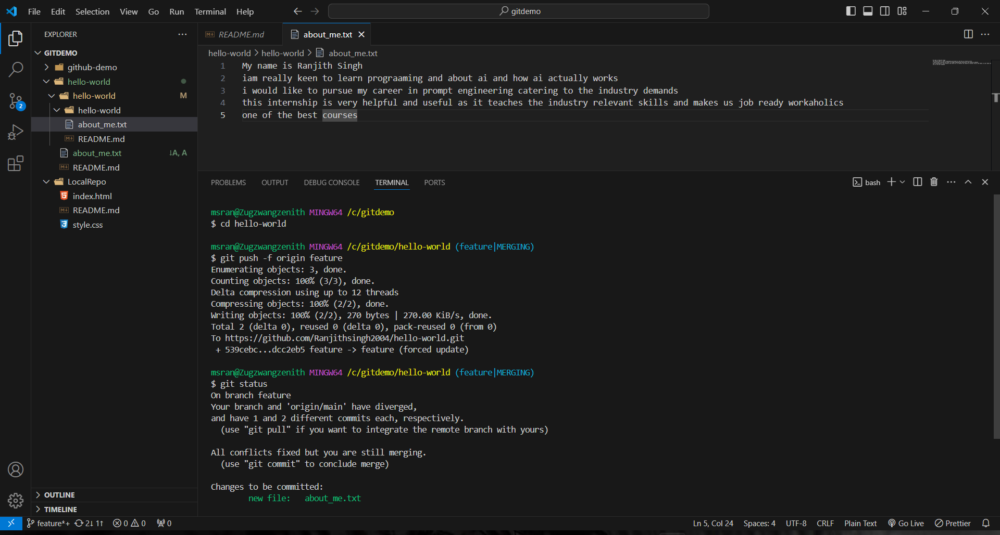 File Edit Selection View Go Run Terminal Help
gitdemo
EXPLORER
GITDEMO
github-demo
hello-world
hello-world M
hello-world
about_me.txt
README.md
about_me.txt ↓A, A
README.md
LocalRepo
index.html
README.md
style.css
OUTLINE
TIMELINE
2
README.md about_me.txt
hello-world > hello-world > about_me.txt
1 My name is Ranjith Singh
2 iam really keen to learn prograaming and about ai and how ai actually works
3 i would like to pursue my career in prompt engineering catering to the industry demands
4 this internship is very helpful and useful as it teaches the industry relevant skills and makes us job ready workaholics
5 one of the best courses
PROBLEMS OUTPUT DEBUG CONSOLE TERMINAL PORTS
bash
msran@Zugzwangzenith MINGW64 /c/gitdemo
$ cd hello-world
msran@Zugzwangzenith MINGW64 /c/gitdemo/hello-world (feature|MERGING)
$ git push -f origin feature
Enumerating objects: 3, done.
Counting objects: 100% (3/3), done.
Delta compression using up to 12 threads
Compressing objects: 100% (2/2), done.
Writing objects: 100% (2/2), 270 bytes | 270.00 KiB/s, done.
Total 2 (delta 0), reused 0 (delta 0), pack-reused 0 (from 0)
To https://github.com/Ranjithsingh2004/hello-world.git
+ 539cebc...dcc2eb5 feature -> feature (forced update)
msran@Zugzwangzenith MINGW64 /c/gitdemo/hello-world (feature|MERGING)
$ git status
On branch feature
Your branch and 'origin/main' have diverged,
and have 1 and 2 different commits each, respectively.
(use "git pull" if you want to integrate the remote branch with yours)
All conflicts fixed but you are still merging.
(use "git commit" to conclude merge)
Changes to be committed:
new file: about_me.txt
feature*+ 2↓ 1↑ 0 0 0
Ln 5, Col 24 Spaces: 4 UTF-8 CRLF Plain Text Go Live Prettier